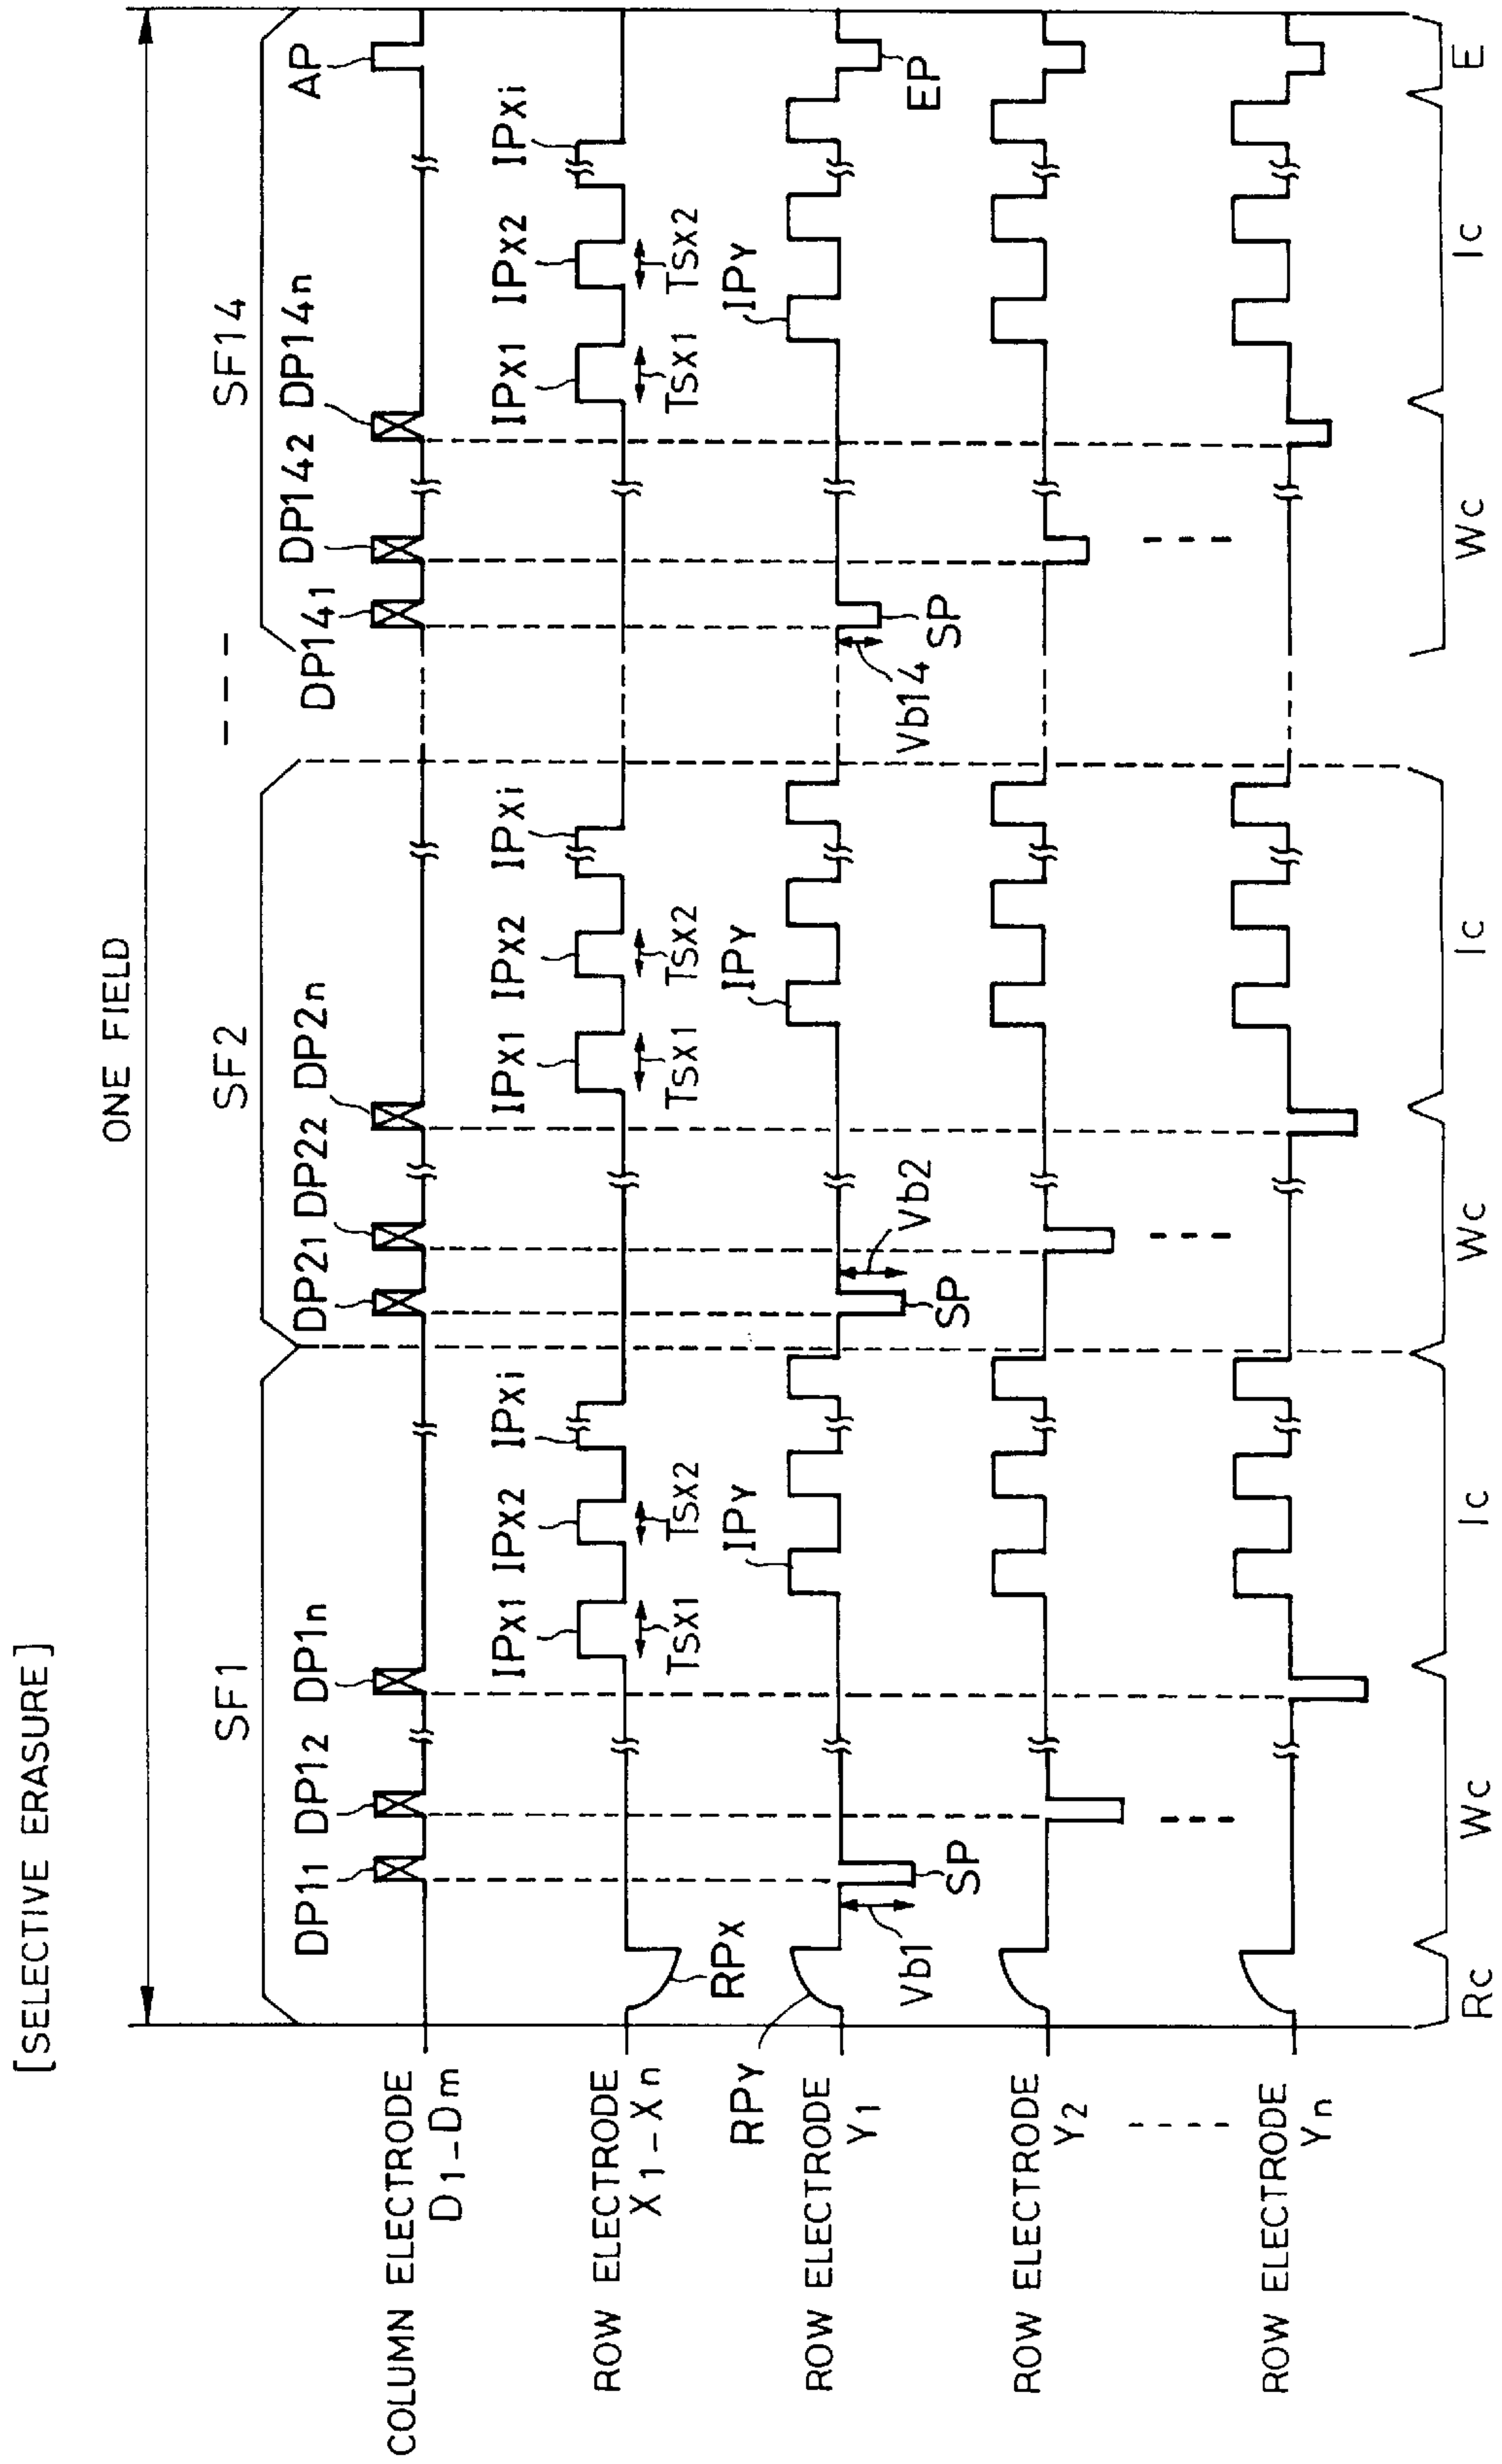 [SELECTIVE ERASURE]
ONE FIELD
SF1 SF2 --- SF14
DP11 DP12 DP1n DP21 DP22 DP2n DP141 DP142 DP14n AP
COLUMN ELECTRODE
D1-Dm
IPX1 IPX2 IPXi IPX1 IPX2 IPXi IPX1 IPX2 IPXi
ROW ELECTRODE
X1-Xn
TSX1 TSX2 TSX1 TSX2 TSX1 TSX2
RPX
RPY IPY IPY IPY
ROW ELECTRODE
Y1
Vb1 SP SP Vb2 Vb14 SP EP
ROW ELECTRODE
Y2
ROW ELECTRODE
Yn
Rc Wc Ic Wc Ic Wc Ic E